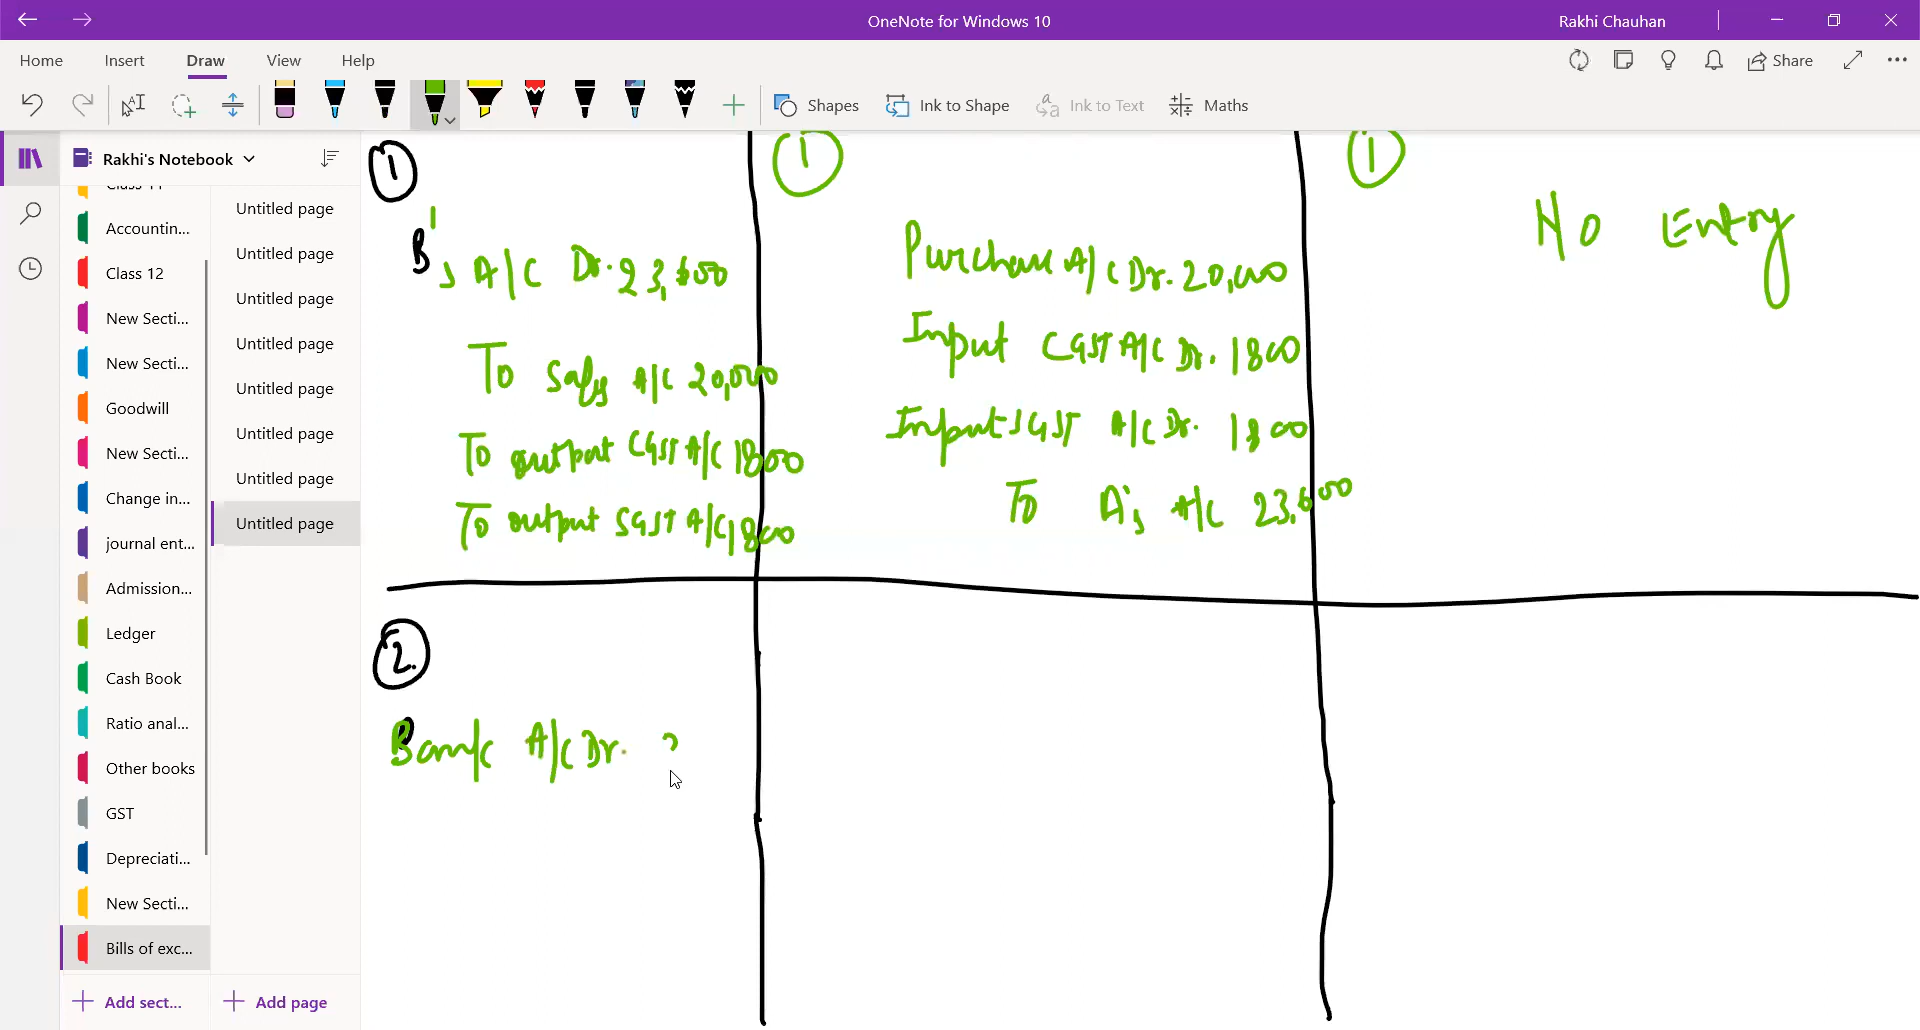 OneNote for Windows 10
Rakhi Chauhan
Home Insert Draw View Help
Share
Shapes
Ink to Shape
Ink to Text
Maths
Rakhi's Notebook
Class 11
Accountin...
Class 12
New Secti...
New Secti...
Goodwill
New Secti...
Change in...
journal ent...
Admission...
Ledger
Cash Book
Ratio anal...
Other books
GST
Depreciati...
New Secti...
Bills of exc...
Add sect...
Untitled page
Untitled page
Untitled page
Untitled page
Untitled page
Untitled page
Untitled page
Untitled page
Add page
1
B's A/C Dr. 23,600
To Sales A/C 20,000
To output CGST A/C 1800
To output SGST A/C 1800
1
Purchase A/C Dr. 20,000
Input CGST A/C Dr. 1800
Input SGST A/C Dr. 1800
To A's A/C 23,600
1
No Entry
2.
Bank A/C Dr.